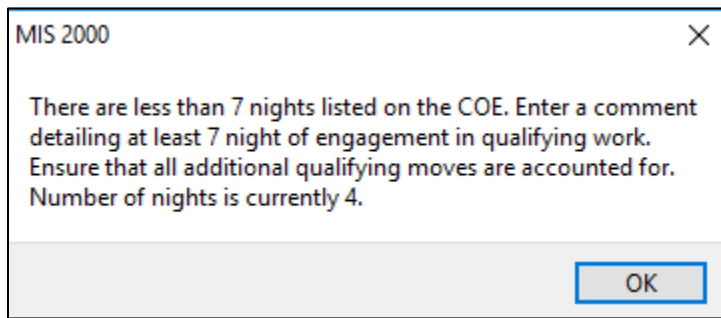 MIS 2000
There are less than 7 nights listed on the COE. Enter a comment
detailing at least 7 night of engagement in qualifying work.
Ensure that all additional qualifying moves are accounted for.
Number of nights is currently 4.
OK